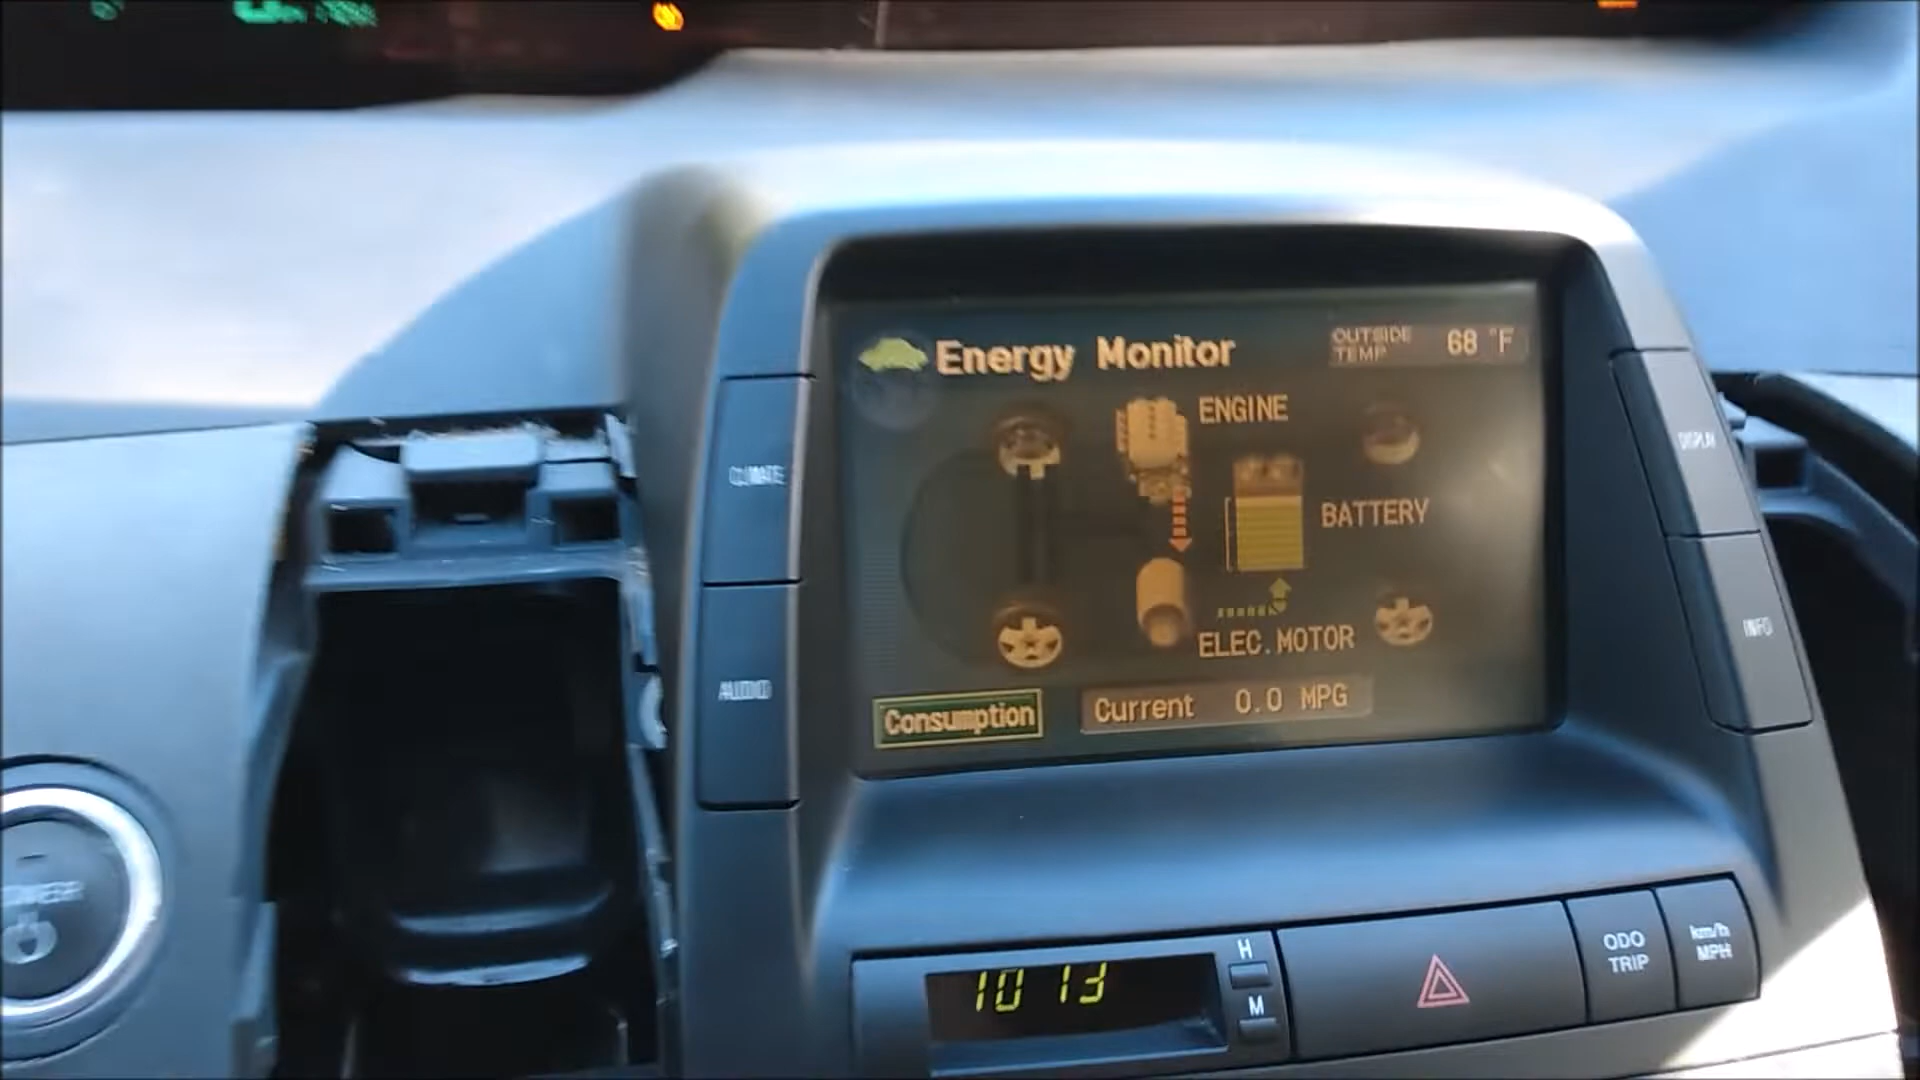 Energy Monitor
OUTSIDE TEMP 68 °F
ENGINE
BATTERY
ELEC.MOTOR
Consumption
Current 0.0 MPG
CLIMATE
AUDIO
DISPLAY
INFO
POWER
10 13
H
M
ODO TRIP
km/h MPH